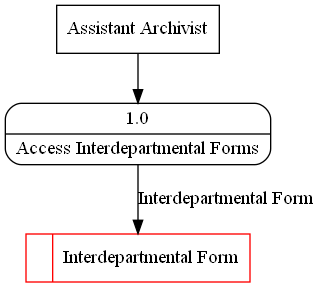 Assistant Archivist
1.0
Access Interdepartmental Forms
Interdepartmental Form
Interdepartmental Form